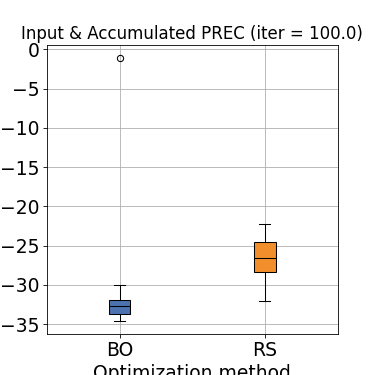 Input & Accumulated PREC (iter = 100.0)
0
−5
−10
−15
−20
−25
−30
−35
BO RS
Optimization method